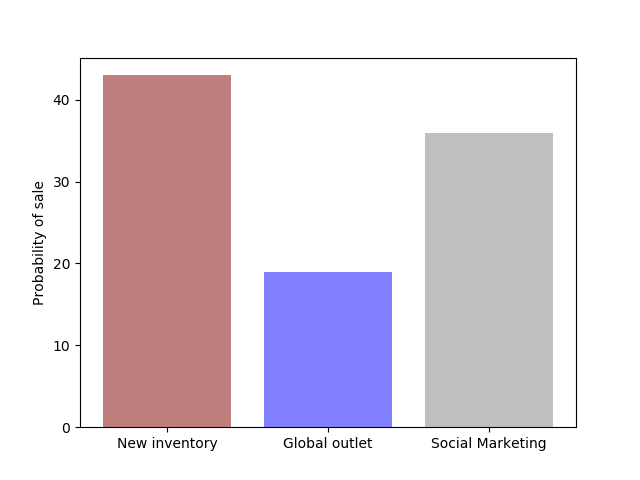 Probability of sale
40
30
20
10
0
New inventory
Global outlet
Social Marketing